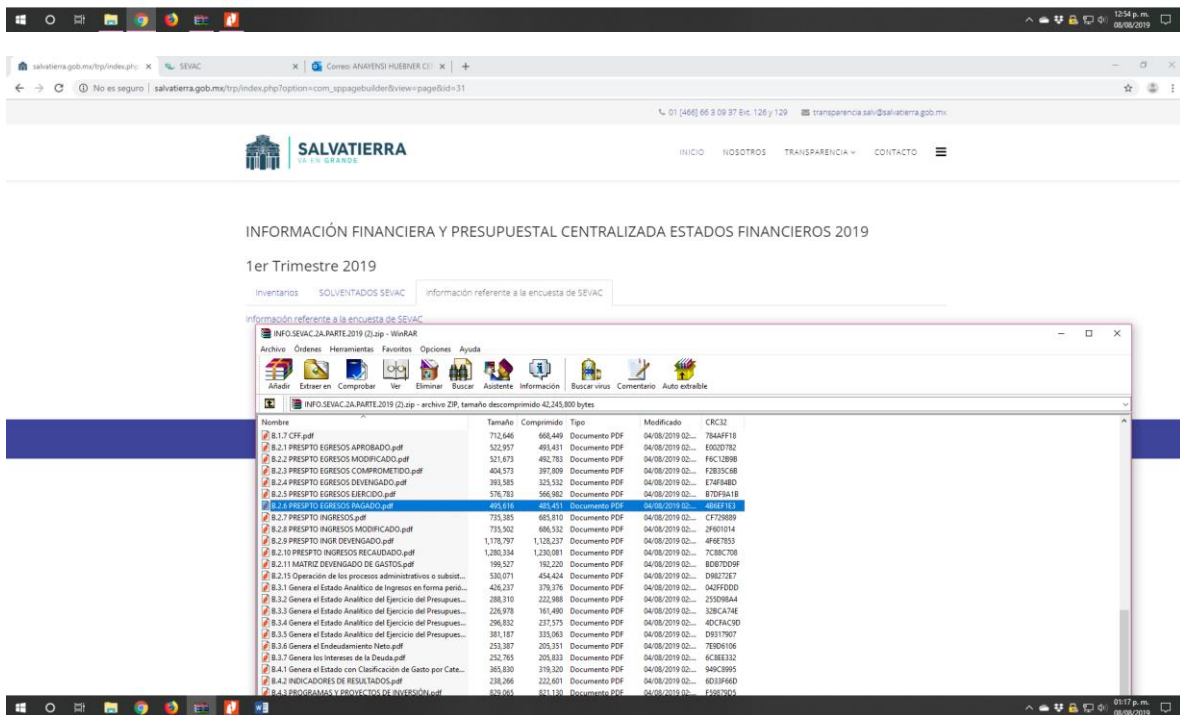 12:54 p. m.
08/08/2019
salvatierra.gob.mx/trp/index.php
SEVAC
Correo: ANAYENSI HUEBNER
No es seguro | salvatierra.gob.mx/trp/index.php?option=com_sppagebuilder&view=page&id=31
01 [466] 66 3 09 37 Ext. 126 y 129 transparencia.salv@salvatierra.gob.mx
SALVATIERRA
VA EN GRANDE
INICIO NOSOTROS TRANSPARENCIA CONTACTO
INFORMACIÓN FINANCIERA Y PRESUPUESTAL CENTRALIZADA ESTADOS FINANCIEROS 2019
1er Trimestre 2019
Inventarios SOLVENTADOS SEVAC Información referente a la encuesta de SEVAC
Información referente a la encuesta de SEVAC
INFO.SEVAC.2A.PARTE.2019 (2).zip - WinRAR
Archivo Órdenes Herramientas Favoritos Opciones Ayuda
Añadir Extraer en Comprobar Ver Eliminar Buscar Asistente Información Buscar virus Comentario Auto extraíble
INFO.SEVAC.2A.PARTE.2019 (2).zip - archivo ZIP, tamaño descomprimido 42,245,800 bytes
Nombre Tamaño Comprimido Tipo Modificado CRC32
B.1.7 CFF.pdf 712,646 668,449 Documento PDF 04/08/2019 02:... 784AFF18
B.2.1 PRESPTO EGRESOS APROBADO.pdf 522,957 493,431 Documento PDF 04/08/2019 02:... E002D782
B.2.2 PRESPTO EGRESOS MODIFICADO.pdf 521,673 492,783 Documento PDF 04/08/2019 02:... F6C12B9B
B.2.3 PRESPTO EGRESOS COMPROMETIDO.pdf 404,573 397,809 Documento PDF 04/08/2019 02:... F2B35C6B
B.2.4 PRESPTO EGRESOS DEVENGADO.pdf 393,585 325,532 Documento PDF 04/08/2019 02:... E74F84BD
B.2.5 PRESPTO EGRESOS EJERCIDO.pdf 576,783 566,982 Documento PDF 04/08/2019 02:... B7DF9A1B
B.2.6 PRESPTO EGRESOS PAGADO.pdf 495,616 485,451 Documento PDF 04/08/2019 02:... 4B6EF1E3
B.2.7 PRESPTO INGRESOS.pdf 735,385 685,810 Documento PDF 04/08/2019 02:... CF729889
B.2.8 PRESPTO INGRESOS MODIFICADO.pdf 735,502 686,532 Documento PDF 04/08/2019 02:... 2F601014
B.2.9 PRESPTO INGR DEVENGADO.pdf 1,178,797 1,128,237 Documento PDF 04/08/2019 02:... 4F6E7853
B.2.10 PRESPTO INGRESOS RECAUDADO.pdf 1,280,334 1,230,081 Documento PDF 04/08/2019 02:... 7C88C708
B.2.11 MATRIZ DEVENGADO DE GASTOS.pdf 199,527 192,220 Documento PDF 04/08/2019 02:... BDB7DD9F
B.2.15 Operación de los procesos administrativos o subsist... 530,071 454,424 Documento PDF 04/08/2019 02:... D98272E7
B.3.1 Genera el Estado Analítico de Ingresos en forma perió... 426,237 379,376 Documento PDF 04/08/2019 02:... 042FFDDD
B.3.2 Genera el Estado Analítico del Ejercicio del Presupues... 288,310 222,988 Documento PDF 04/08/2019 02:... 255D98A4
B.3.3 Genera el Estado Analítico del Ejercicio del Presupues... 226,978 161,490 Documento PDF 04/08/2019 02:... 32BCA74E
B.3.4 Genera el Estado Analítico del Ejercicio del Presupues... 296,832 237,575 Documento PDF 04/08/2019 02:... 4DCFAC9D
B.3.5 Genera el Estado Analítico del Ejercicio del Presupues... 381,187 335,063 Documento PDF 04/08/2019 02:... D9317907
B.3.6 Genera el Endeudamiento Neto.pdf 253,387 205,351 Documento PDF 04/08/2019 02:... 7E9D6106
B.3.7 Genera los Intereses de la Deuda.pdf 252,765 205,833 Documento PDF 04/08/2019 02:... 6C8EE332
B.4.1 Genera el Estado con Clasificación de Gasto por Cate... 365,830 319,320 Documento PDF 04/08/2019 02:... 949C8995
B.4.2 INDICADORES DE RESULTADOS.pdf 238,266 222,601 Documento PDF 04/08/2019 02:... 6D33F66D
B.4.3 PROGRAMAS Y PROYECTOS DE INVERSIÓN.pdf 829,065 821,130 Documento PDF 04/08/2019 02:... F59879D5
01:17 p. m.
08/08/2019